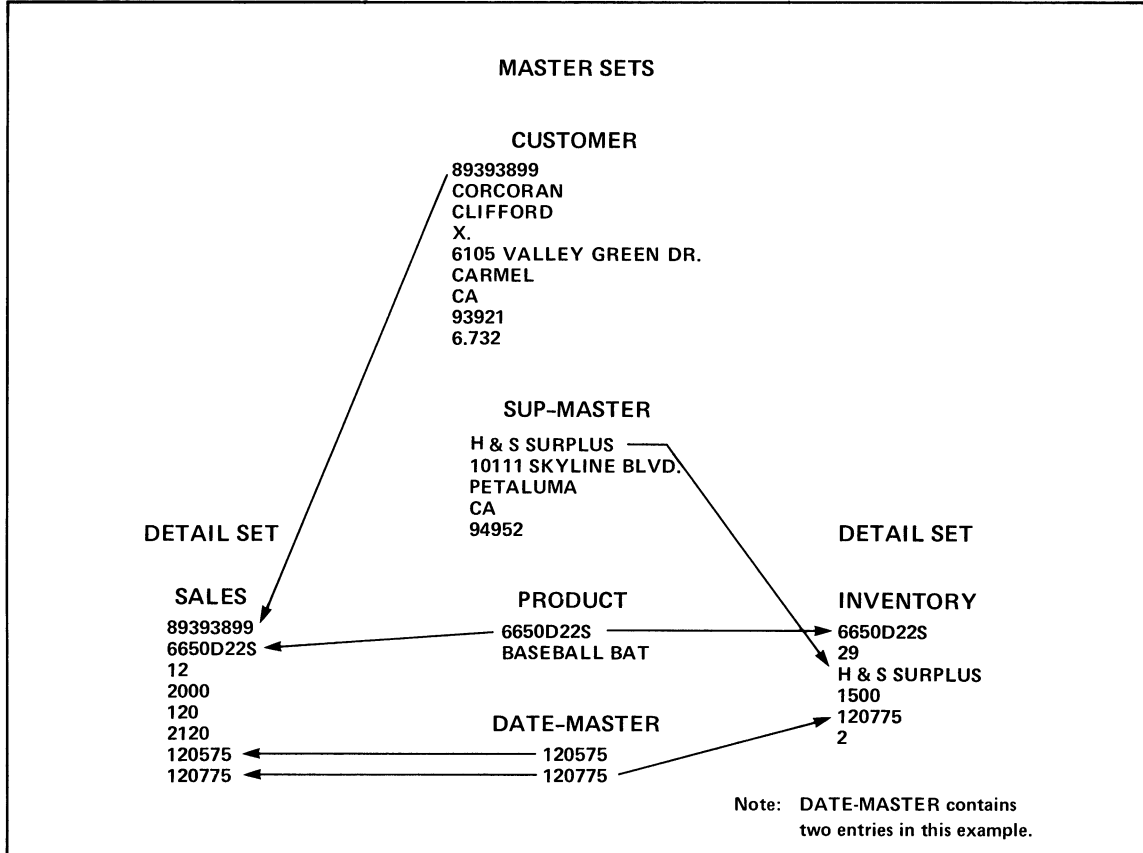 MASTER SETS
CUSTOMER
89393899
CORCORAN
CLIFFORD
X.
6105 VALLEY GREEN DR.
CARMEL
CA
93921
6.732
SUP-MASTER
H & S SURPLUS
10111 SKYLINE BLVD.
PETALUMA
CA
94952
DETAIL SET
SALES
89393899
6650D22S
12
2000
120
2120
120575
120775
PRODUCT
6650D22S
BASEBALL BAT
DATE-MASTER
120575
120775
DETAIL SET
INVENTORY
6650D22S
29
H & S SURPLUS
1500
120775
2
Note: DATE-MASTER contains
two entries in this example.